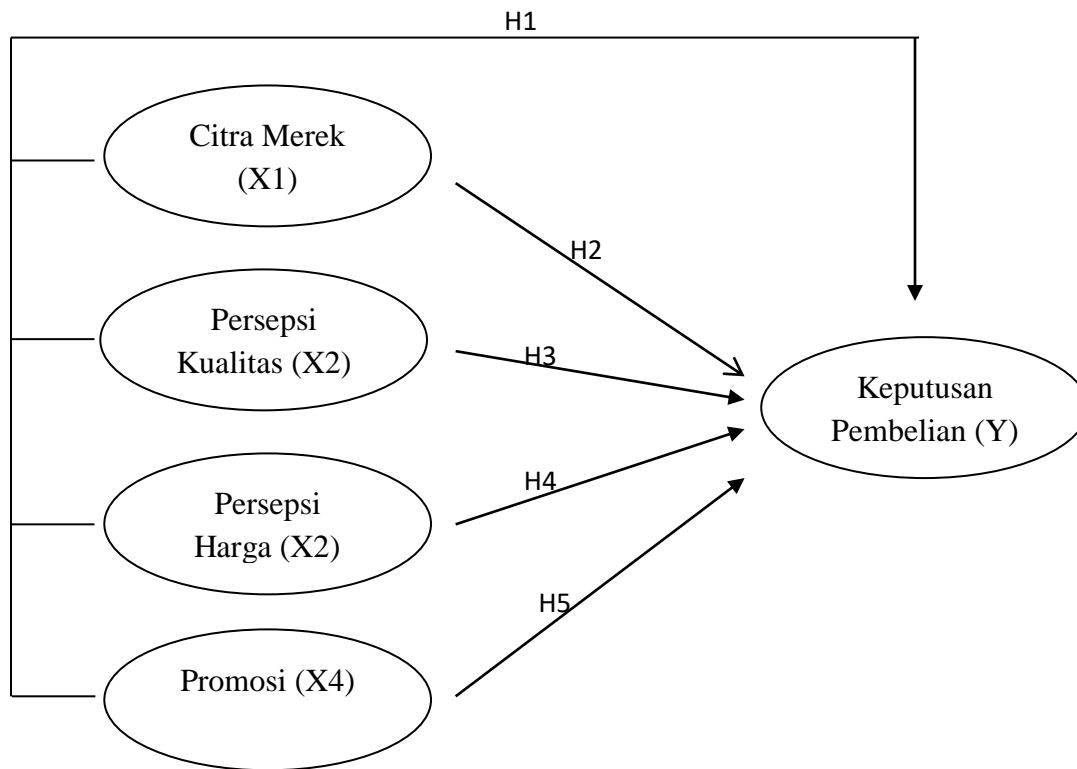 H1
Citra Merek
(X1)
H2
Persepsi
Kualitas (X2)
H3
Keputusan
Pembelian (Y)
Persepsi
Harga (X2)
H4
H5
Promosi (X4)